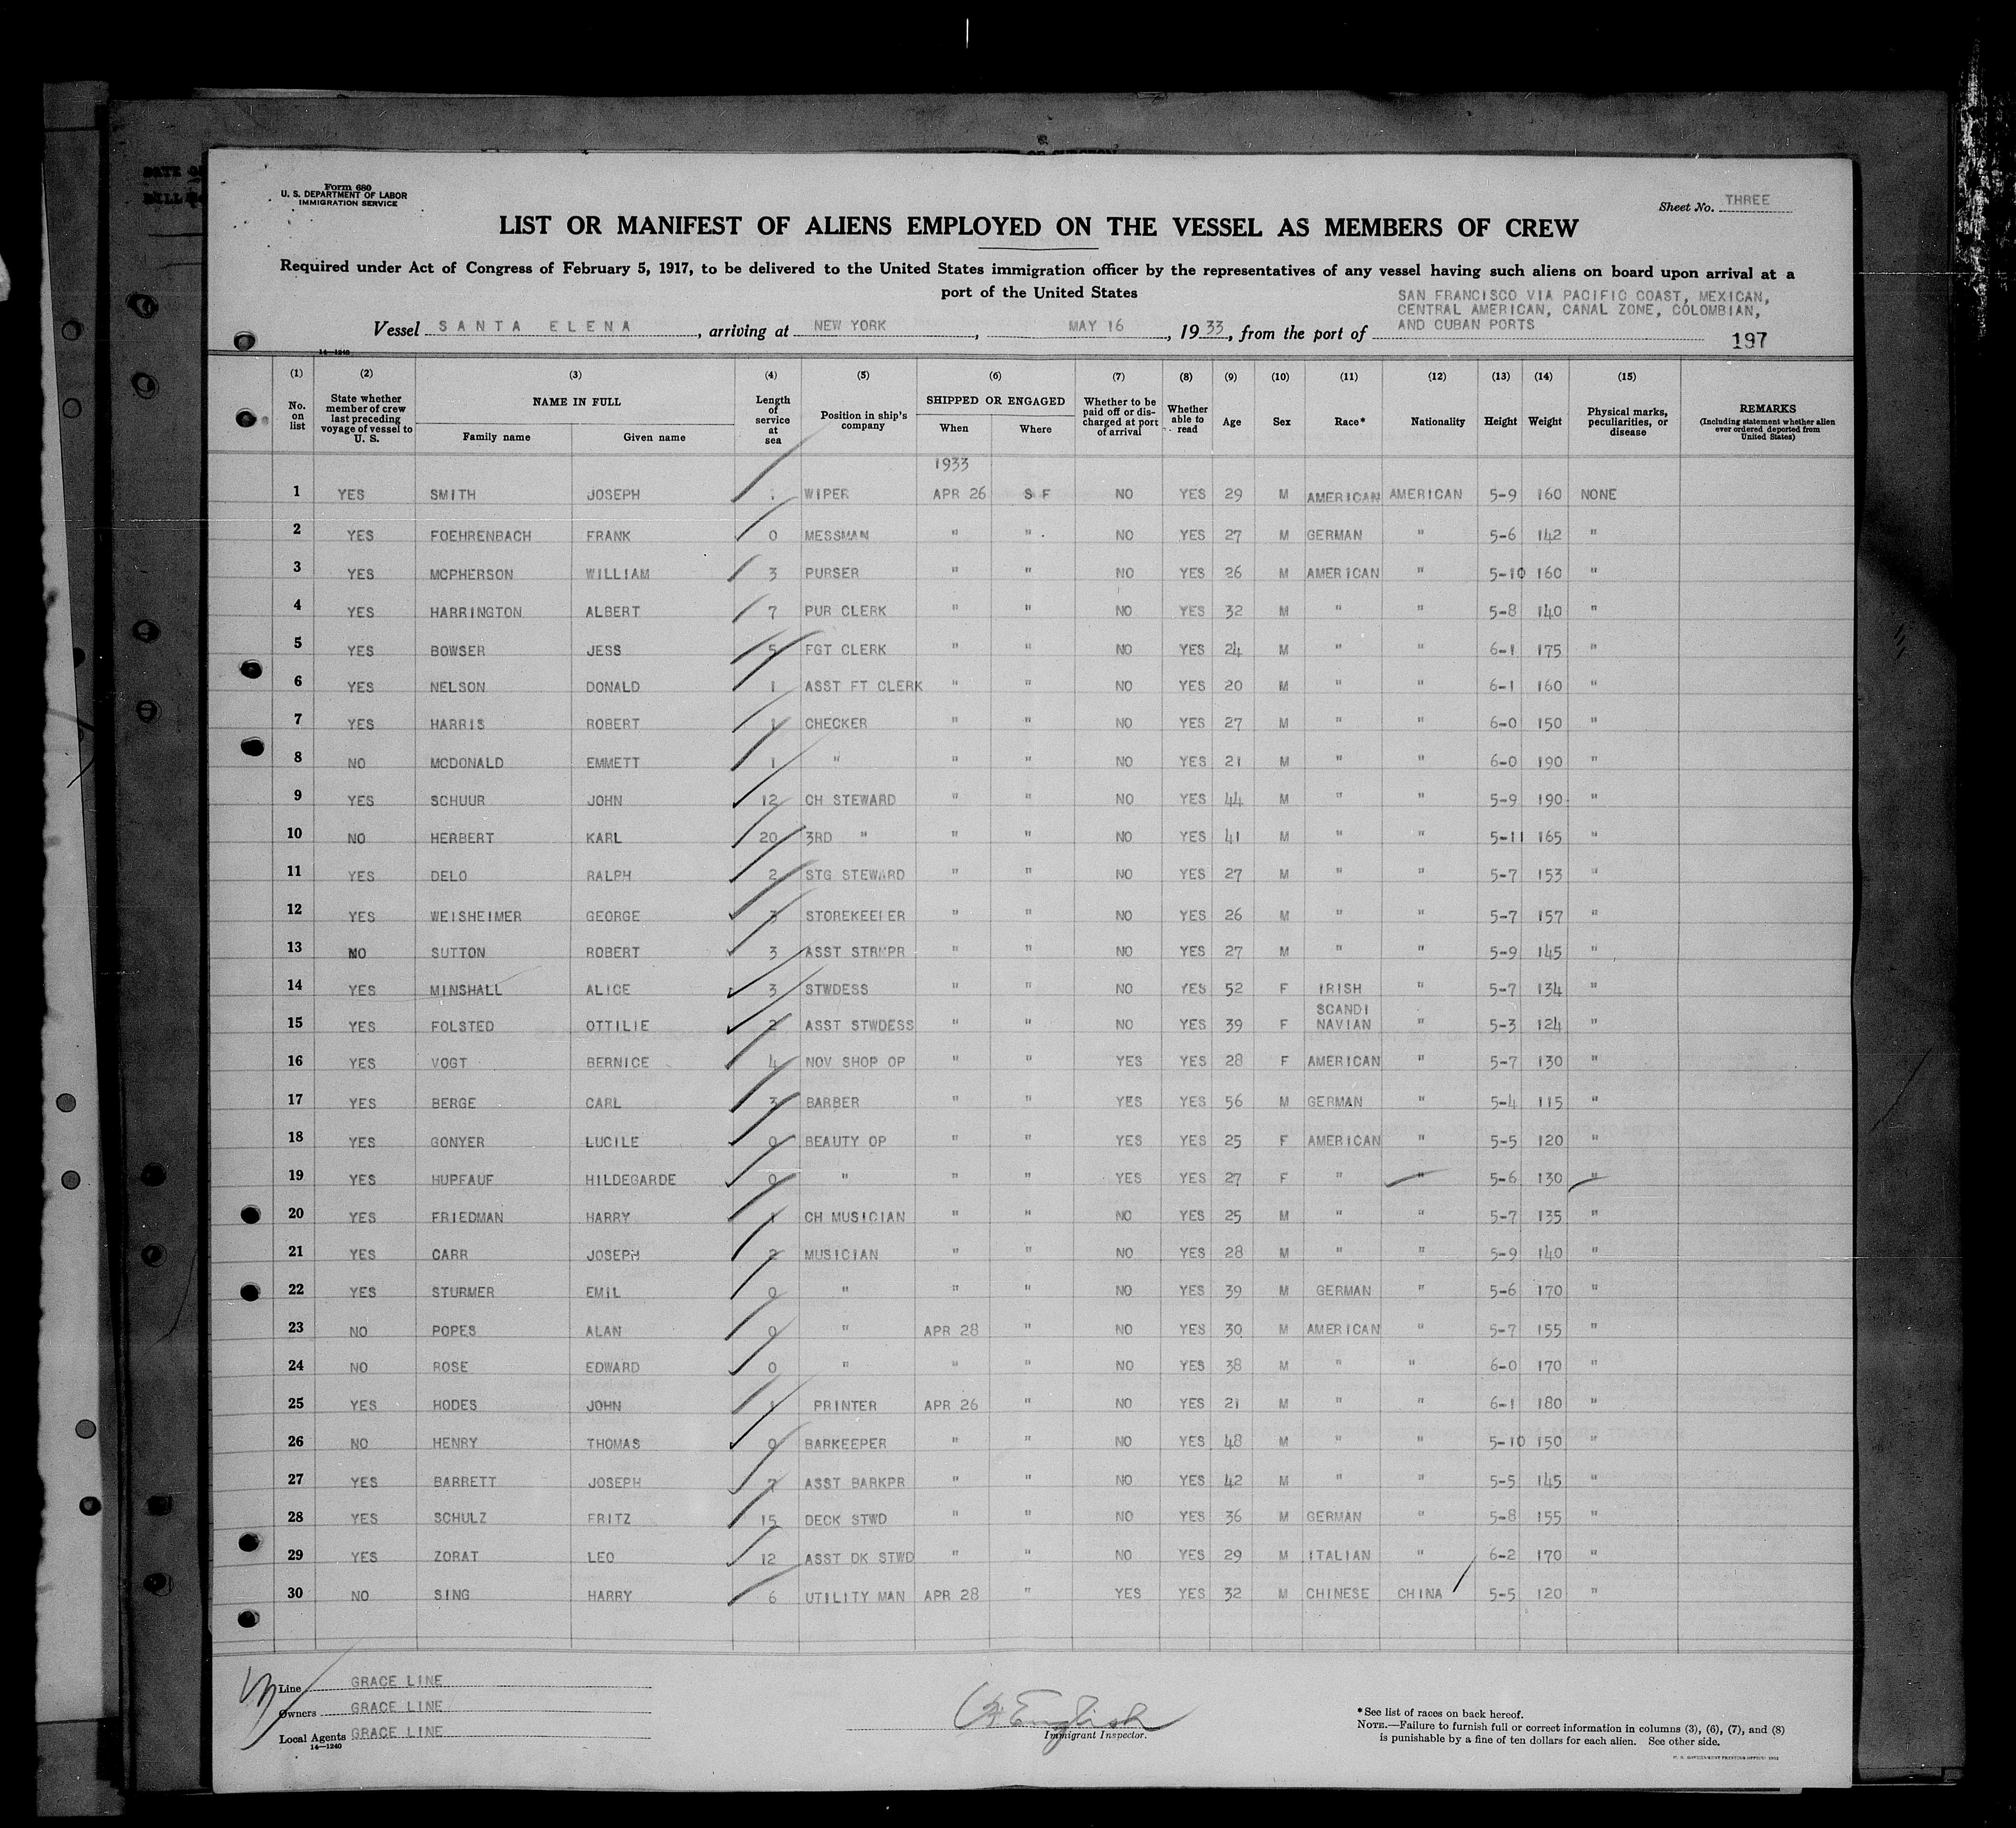 Form 680
U. S. DEPARTMENT OF LABOR
IMMIGRATION SERVICE
Sheet No. THREE
LIST OR MANIFEST OF ALIENS EMPLOYED ON THE VESSEL AS MEMBERS OF CREW
Required under Act of Congress of February 5, 1917, to be delivered to the United States immigration officer by the representatives of any vessel having such aliens on board upon arrival at a
port of the United States
SAN FRANCISCO VIA PACIFIC COAST, MEXICAN,
CENTRAL AMERICAN, CANAL ZONE, COLOMBIAN,
AND CUBAN PORTS
Vessel SANTA ELENA, arriving at NEW YORK, MAY 16, 1933, from the port of
197
14—1240
(1) (2) (3) (4) (5) (6) (7) (8) (9) (10) (11) (12) (13) (14) (15)
No. on list | State whether member of crew last preceding voyage of vessel to U. S. | NAME IN FULL Family name Given name | Length of service at sea | Position in ship's company | SHIPPED OR ENGAGED When Where | Whether to be paid off or discharged at port of arrival | Whether able to read | Age | Sex | Race* | Nationality | Height | Weight | Physical marks, peculiarities, or disease | REMARKS (Including statement whether alien ever ordered deported from United States)
1933
1 YES SMITH JOSEPH WIPER APR 26 S F NO YES 29 M AMERICAN AMERICAN 5-9 160 NONE
2 YES FOEHRENBACH FRANK 0 MESSMAN " " NO YES 27 M GERMAN " 5-6 142 "
3 YES MCPHERSON WILLIAM 3 PURSER " " NO YES 26 M AMERICAN " 5-10 160 "
4 YES HARRINGTON ALBERT 7 PUR CLERK " " NO YES 32 M " " 5-8 140 "
5 YES BOWSER JESS 5 FGT CLERK " " NO YES 24 M " " 6-1 175 "
6 YES NELSON DONALD 1 ASST FT CLERK " " NO YES 20 M " " 6-1 160 "
7 YES HARRIS ROBERT 1 CHECKER " " NO YES 27 M " " 6-0 150 "
8 NO MCDONALD EMMETT 1 " " " NO YES 21 M " " 6-0 190 "
9 YES SCHUUR JOHN 12 CH STEWARD " " NO YES 44 M " " 5-9 190 "
10 NO HERBERT KARL 20 3RD " " " NO YES 41 M " " 5-11 165 "
11 YES DELO RALPH 2 STG STEWARD " " NO YES 27 M " " 5-7 153 "
12 YES WEISHEIMER GEORGE 3 STOREKEEPER " " NO YES 26 M " " 5-7 157 "
13 NO SUTTON ROBERT 3 ASST STRKPR " " NO YES 27 M " " 5-9 145 "
14 YES MINSHALL ALICE 3 STWDESS " " NO YES 52 F IRISH " 5-7 134 "
15 YES FOLSTED OTTILIE 2 ASST STWDESS " " NO YES 39 F SCANDI NAVIAN " 5-3 124 "
16 YES VOGT BERNICE 4 NOV SHOP OP " " YES YES 28 F AMERICAN " 5-7 130 "
17 YES BERGE CARL 3 BARBER " " YES YES 56 M GERMAN " 5-4 115 "
18 YES GONYER LUCILE 0 BEAUTY OP " " YES YES 25 F AMERICAN " 5-5 120 "
19 YES HUPFAUF HILDEGARDE 0 " " " YES YES 27 F " " 5-6 130 "
20 YES FRIEDMAN HARRY 1 CH MUSICIAN " " NO YES 25 M " " 5-7 135 "
21 YES CARR JOSEPH 2 MUSICIAN " " NO YES 28 M " " 5-9 140 "
22 YES STURMER EMIL 0 " " " NO YES 39 M GERMAN " 5-6 170 "
23 NO POPES ALAN 0 " APR 28 " NO YES 30 M AMERICAN " 5-7 155 "
24 NO ROSE EDWARD 0 " " " NO YES 38 M " " 6-0 170 "
25 YES HODES JOHN 1 PRINTER APR 26 " NO YES 21 M " " 6-1 180 "
26 NO HENRY THOMAS 0 BARKEEPER " " NO YES 48 M " " 5-10 150 "
27 YES BARRETT JOSEPH 7 ASST BARKPR " " NO YES 42 M " " 5-5 145 "
28 YES SCHULZ FRITZ 15 DECK STWD " " NO YES 36 M GERMAN " 5-8 155 "
29 YES ZORAT LEO 12 ASST DK STWD " " NO YES 29 M ITALIAN " 6-2 170 "
30 NO SING HARRY 6 UTILITY MAN APR 28 " YES YES 32 M CHINESE CHINA 5-5 120 "
Line GRACE LINE
Owners GRACE LINE
Local Agents GRACE LINE
14—1240
English
Immigrant Inspector.
*See list of races on back hereof.
NOTE.—Failure to furnish full or correct information in columns (3), (6), (7), and (8)
is punishable by a fine of ten dollars for each alien. See other side.